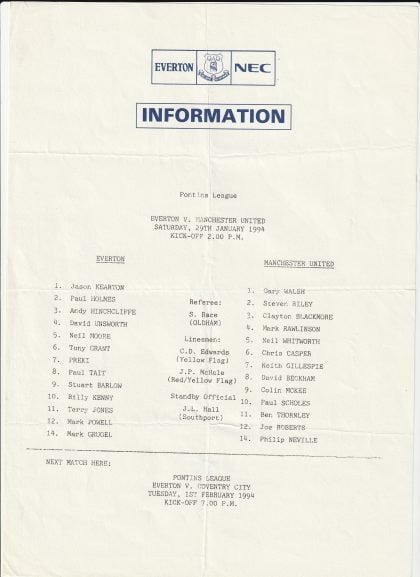 EVERTON NEC
INFORMATION
Pontins League
EVERTON V. MANCHESTER UNITED
SATURDAY, 29TH JANUARY 1994
KICK-OFF 2.00 P.M.
EVERTON
1. Jason KEARTON
2. Paul HOLMES
3. Andy HINCHCLIFFE
4. David UNSWORTH
5. Neil MOORE
6. Tony GRANT
7. PREKI
8. Paul TAIT
9. Stuart BARLOW
10. Billy KENNY
11. Terry JONES
12. Mark POWELL
14. Mark GRUGEL
Referee:
S. Race
(OLDHAM)
Linesmen:
C.D. Edwards
(Yellow Flag)
J.P. McHole
(Red/Yellow Flag)
Standby Official
J.L. Hall
(Southport)
MANCHESTER UNITED
1. Gary WALSH
2. Steven RILEY
3. Clayton BLACKMORE
4. Mark RAWLINSON
5. Neil WHITWORTH
6. Chris CASPER
7. Keith GILLESPIE
8. David BECKHAM
9. Colin MCKEE
10. Paul SCHOLES
11. Ben THORNLEY
12. Joe ROBERTS
14. Philip NEVILLE
NEXT MATCH HERE:
PONTINS LEAGUE
EVERTON V. COVENTRY CITY
TUESDAY, 1ST FEBRUARY 1994
KICK-OFF 7.00 P.M.